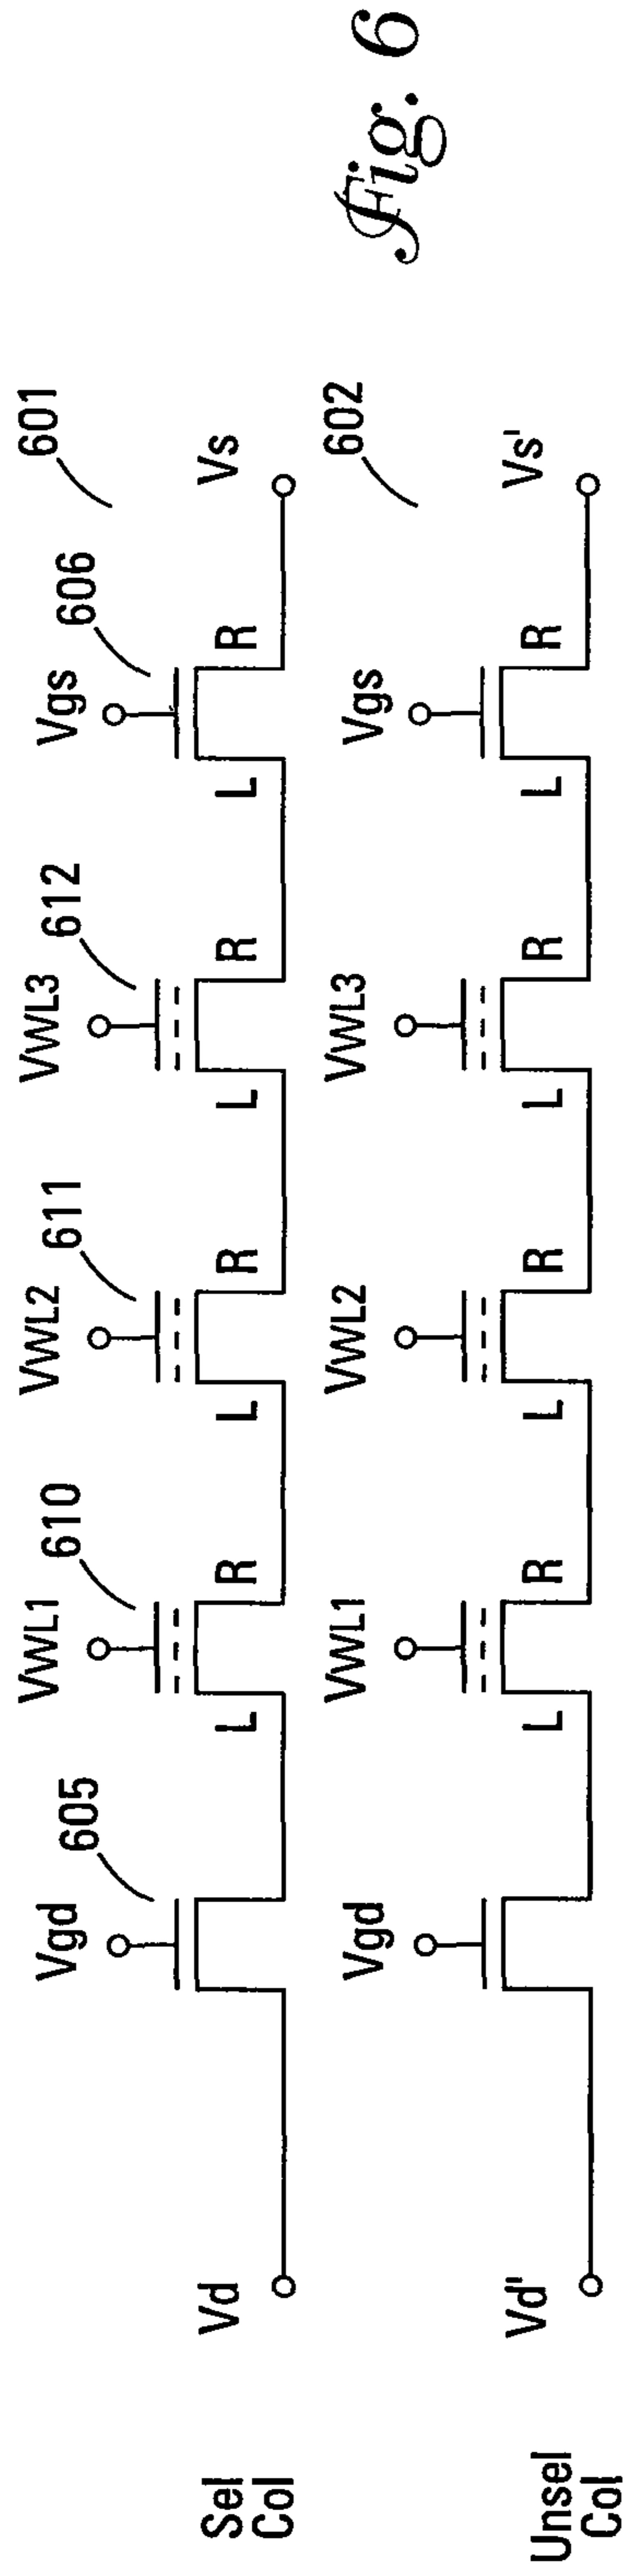 601
606
612
611
610
605
Vgs
VWL3
VWL2
VWL1
Vgd
Sel
Col
Vd
L
R
L
R
L
R
L
R
Vs
602
Vgd
VWL1
VWL2
VWL3
Vgs
Unsel
Col
Vd'
L
R
L
R
L
R
L
R
Vs'
Fig. 6